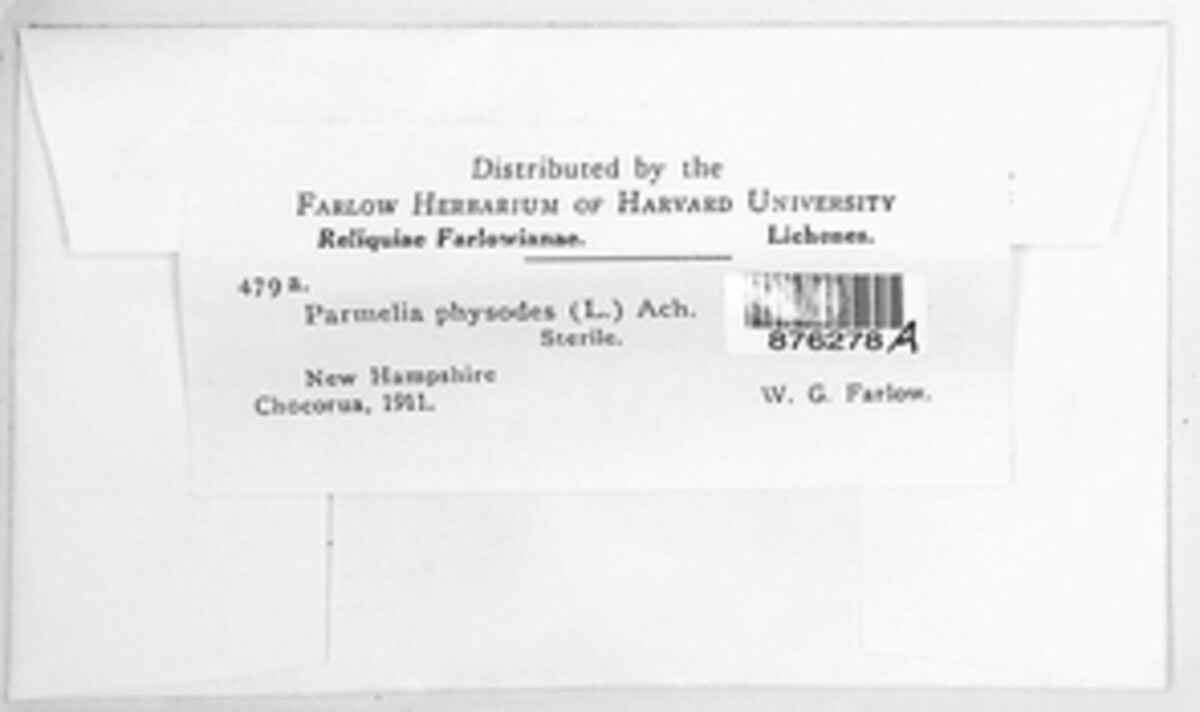 Distributed by the
FARLOW HERBARIUM OF HARVARD UNIVERSITY
Reliquiae Farlowianae. Lichenes.
479 a.
Parmelia physodes (L.) Ach.
Sterile.
876278 A
New Hampshire
Chocorua, 1911.
W. G. Farlow.